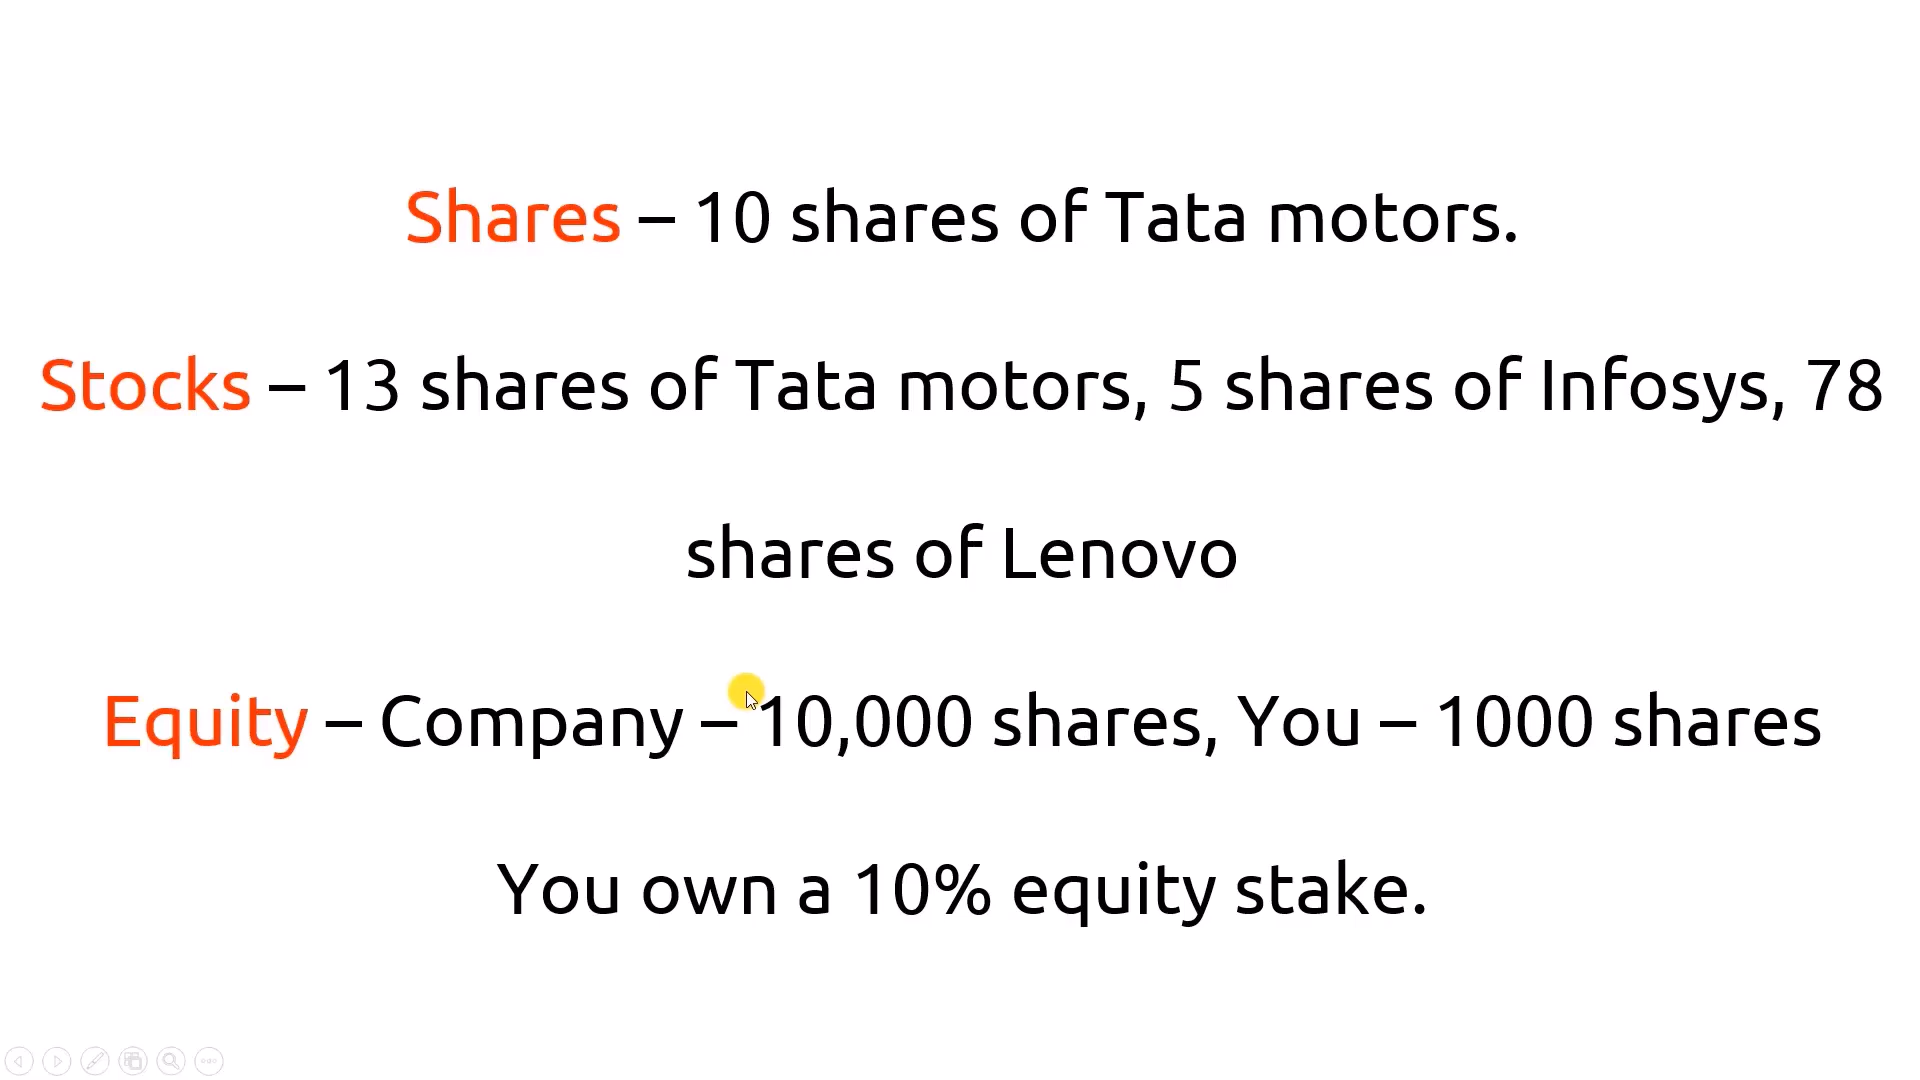 Shares – 10 shares of Tata motors.
Stocks – 13 shares of Tata motors, 5 shares of Infosys, 78
shares of Lenovo
Equity – Company – 10,000 shares, You – 1000 shares
You own a 10% equity stake.